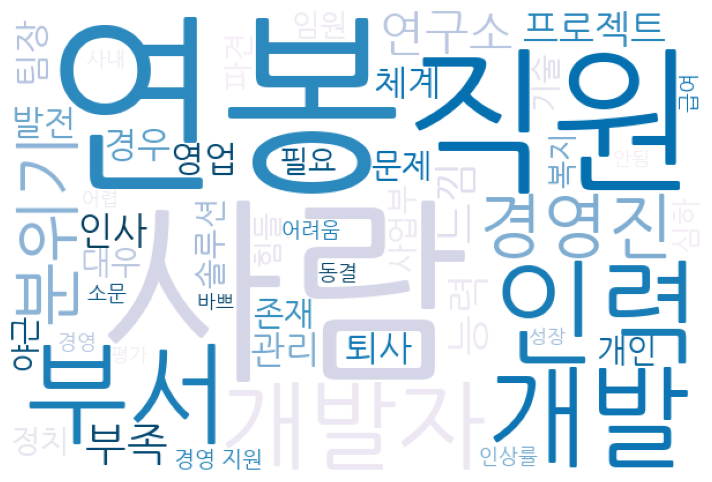 연봉
직원
사람
인력
부서
개발
개발자
분위기
경영진
팀장
사내
파견
임원
연구소
프로젝트
체계
기술
급여
발전
경우
영업
필요
문제
복지
안됨
어렵
느낌
인사
대우
솔루션
힘들
어려움
사업부
심하
소문
바쁘
동결
능력
야근
경영
평가
존재
관리
퇴사
성장
개인
정치
부족
경영 지원
인상률